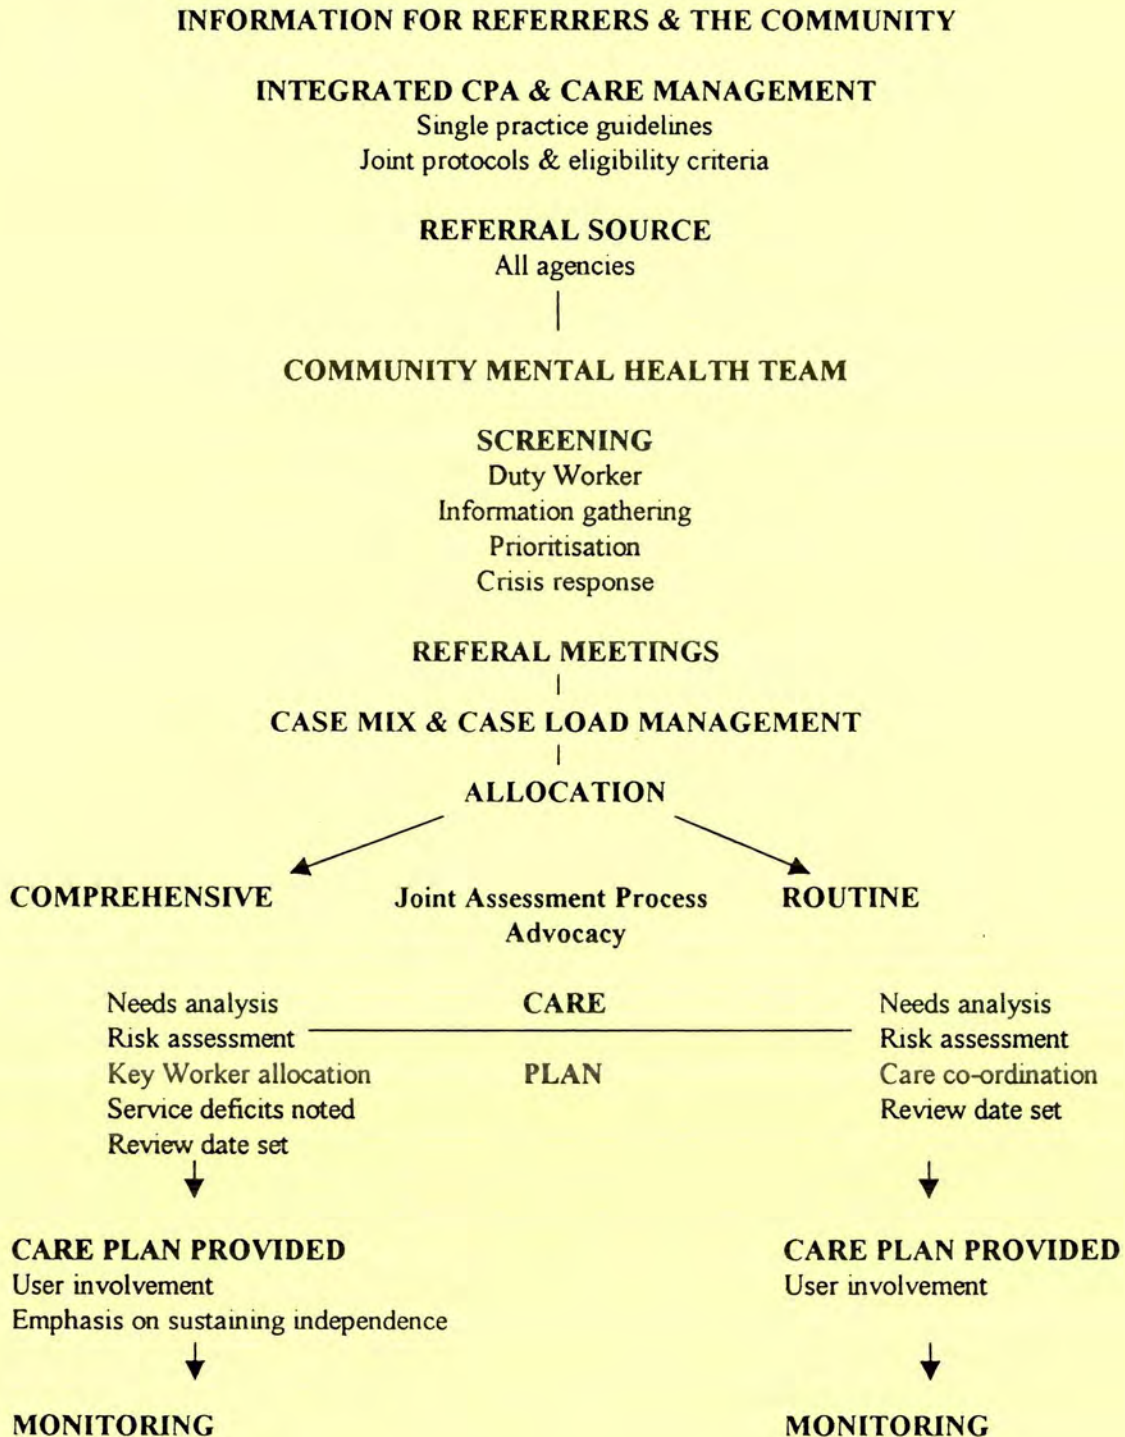 INFORMATION FOR REFERRERS & THE COMMUNITY
INTEGRATED CPA & CARE MANAGEMENT
Single practice guidelines
Joint protocols & eligibility criteria
REFERRAL SOURCE
All agencies
COMMUNITY MENTAL HEALTH TEAM
SCREENING
Duty Worker
Information gathering
Prioritisation
Crisis response
REFERAL MEETINGS
CASE MIX & CASE LOAD MANAGEMENT
ALLOCATION
COMPREHENSIVE
Joint Assessment Process
Advocacy
ROUTINE
Needs analysis
Risk assessment
Key Worker allocation
Service deficits noted
Review date set
CARE
PLAN
Needs analysis
Risk assessment
Care co-ordination
Review date set
CARE PLAN PROVIDED
User involvement
Emphasis on sustaining independence
CARE PLAN PROVIDED
User involvement
MONITORING
MONITORING